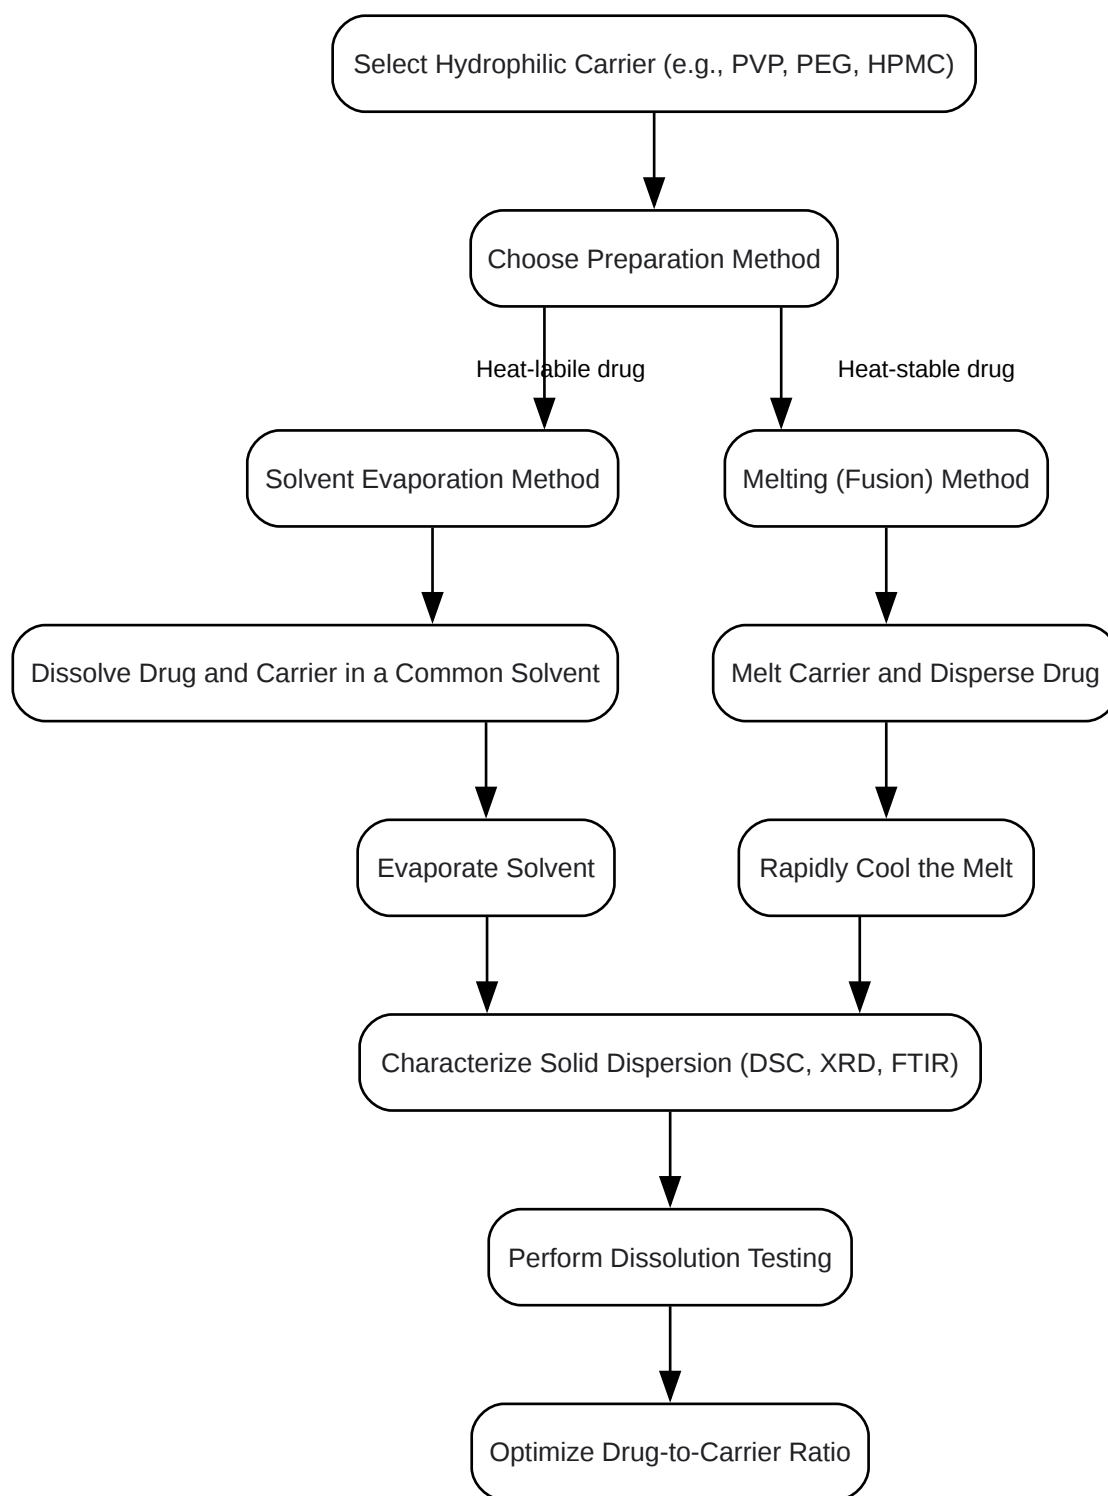 Select Hydrophilic Carrier (e.g., PVP, PEG, HPMC)
Choose Preparation Method
Heat-labile drug
Heat-stable drug
Solvent Evaporation Method
Melting (Fusion) Method
Dissolve Drug and Carrier in a Common Solvent
Melt Carrier and Disperse Drug
Evaporate Solvent
Rapidly Cool the Melt
Characterize Solid Dispersion (DSC, XRD, FTIR)
Perform Dissolution Testing
Optimize Drug-to-Carrier Ratio